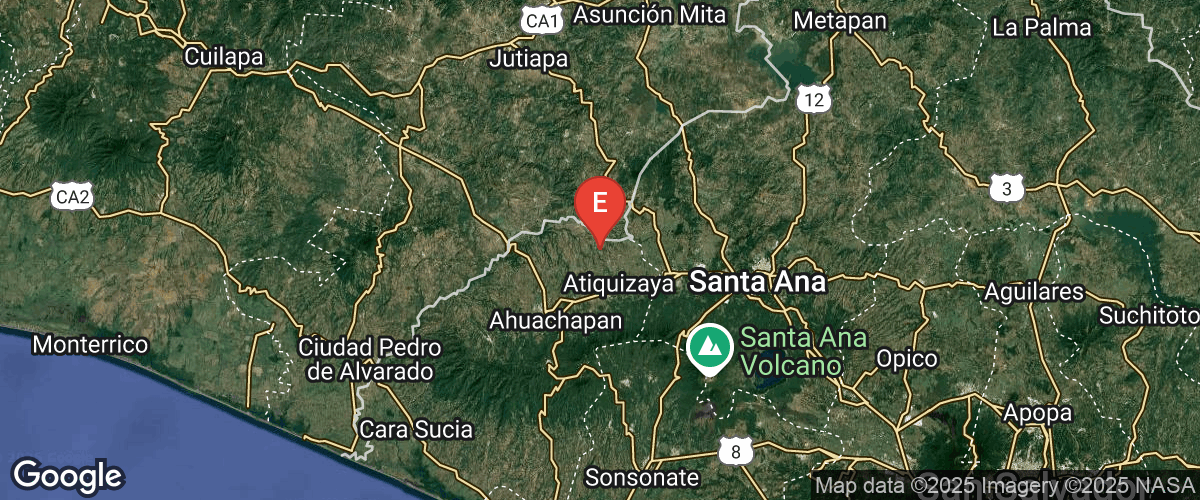 Asunción Mita
CA1
Metapan
La Palma
Cuilapa
Jutiapa
12
CA2
3
E
Atiquizaya
Santa Ana
Aguilares
Ahuachapan
Suchitoto
Monterrico
Ciudad Pedro
de Alvarado
Santa Ana
Volcano
Opico
Apopa
Cara Sucia
8
Sonsonate
Google
Map data ©2025 Imagery ©2025 NASA